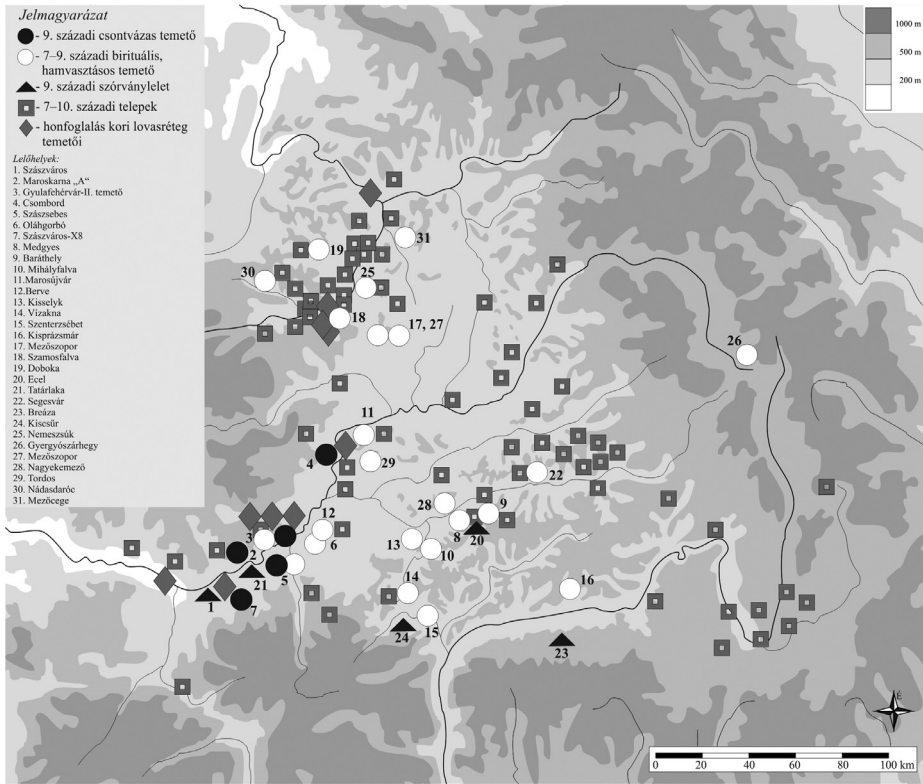 Jelmagyarázat
- 9. századi csontvázas temető
- 7–9. századi birituális,
hamvasztásos temető
- 9. századi szórványlelet
- 7–10. századi telepek
- honfoglalás kori lovasréteg
temetői
Lelőhelyek:
1. Szászváros
2. Maroskarna „A“
3. Gyulafehérvár-II. temető
4. Csombord
5. Szászsebes
6. Oláhgorbó
7. Szászváros-X8
8. Medgyes
9. Baráthely
10. Mihályfalva
11. Marosújvár
12.Berve
13. Kisselyk
14. Vizakna
15. Szenterzsébet
16. Kisprázsmár
17. Mezőszopor
18. Szamosfalva
19. Doboka
20. Ecel
21. Tatárlaka
22. Segesvár
23. Breáza
24. Kiscsűr
25. Nemeszsúk
26. Gyergyószárhegy
27. Mezőszopor
28. Nagyekemező
29. Tordos
30. Nádasdaróc
31. Mezőcege
1000 m
500 m
200 m
31
19
30
25
18
17, 27
26
11
4
29
22
28
9
8
20
12
3
6
13
10
2
5
21
14
16
1
7
15
24
23
É
0 20 40 60 80 100 km